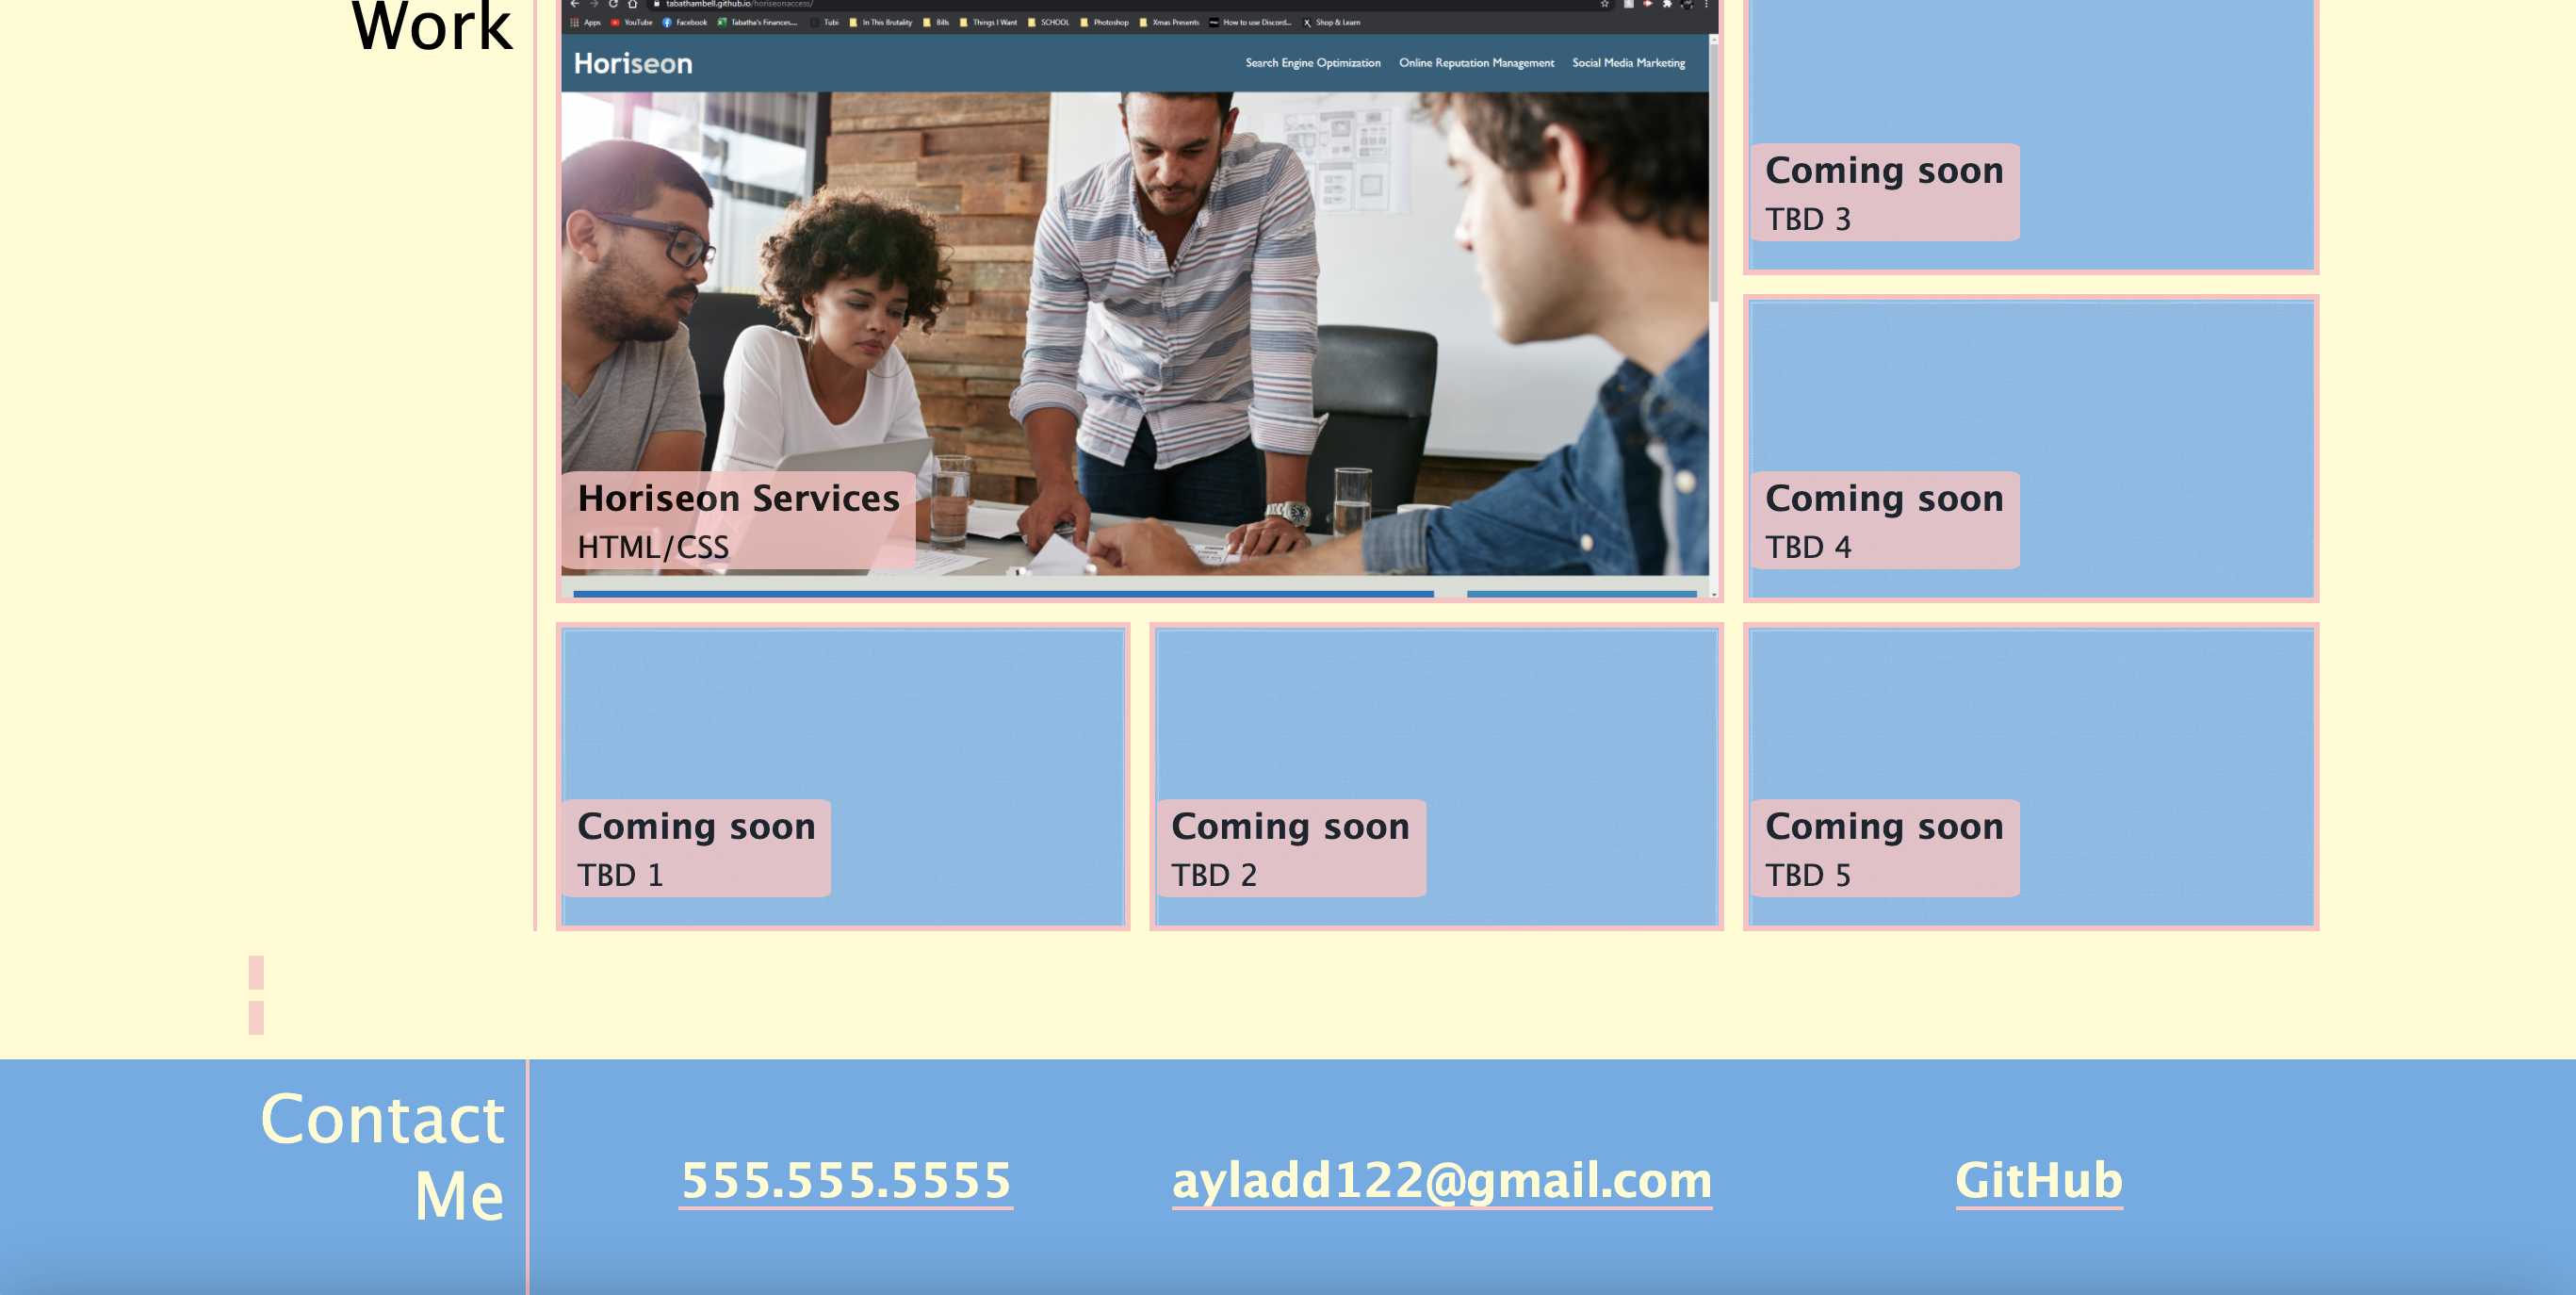 Work
tabathambell.github.io/horiseonaccess/
Apps YouTube Facebook Tabatha's Finances... Tubi In This Brutality Bills Things I Want SCHOOL Photoshop Xmas Presents How to use Discord... Shop & Learn
Horiseon
Search Engine Optimization Online Reputation Management Social Media Marketing
Coming soon
TBD 3
Horiseon Services
HTML/CSS
Coming soon
TBD 4
Coming soon
TBD 1
Coming soon
TBD 2
Coming soon
TBD 5
Contact
Me
555.555.5555
ayladd122@gmail.com
GitHub